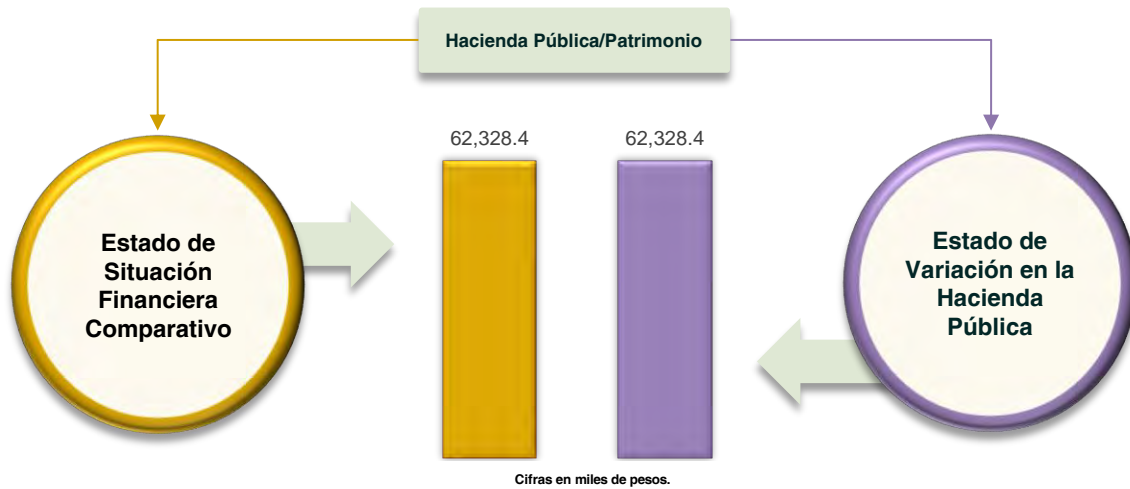 Hacienda Pública/Patrimonio
62,328.4
62,328.4
Estado de
Situación
Financiera
Comparativo
Estado de
Variación en la
Hacienda
Pública
Cifras en miles de pesos.